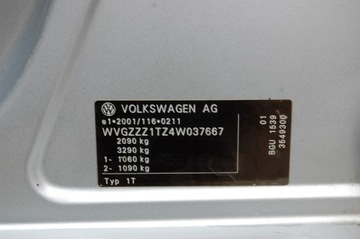 VOLKSWAGEN AG
e1*2001/116*0211
WVGZZZ1TZ4W037667
2090 kg
3290 kg
1- 1060 kg
2- 1090 kg
Typ 1T
01
BGU 1539
3549300